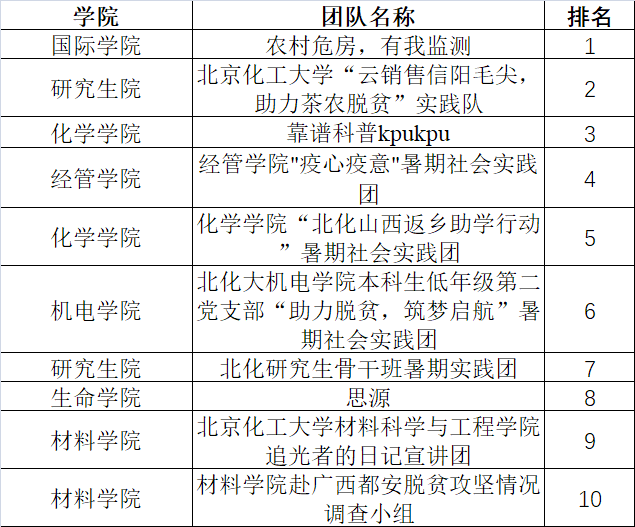 学院 团队名称 排名
国际学院 农村危房，有我监测 1
研究生院 北京化工大学“云销售信阳毛尖，
助力茶农脱贫”实践队 2
化学学院 靠谱科普kpukpu 3
经管学院 经管学院"疫心疫意"暑期社会实践
团 4
化学学院 化学学院“北化山西返乡助学行动
”暑期社会实践团 5
机电学院 北化大机电学院本科生低年级第二
党支部“助力脱贫，筑梦启航”暑
期社会实践团 6
研究生院 北化研究生骨干班暑期实践团 7
生命学院 思源 8
材料学院 北京化工大学材料科学与工程学院
追光者的日记宣讲团 9
材料学院 材料学院赴广西都安脱贫攻坚情况
调查小组 10